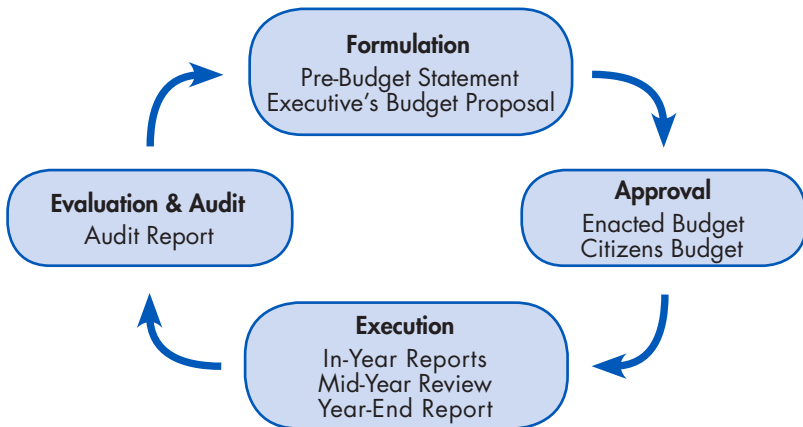 Formulation
Pre-Budget Statement
Executive’s Budget Proposal
Approval
Enacted Budget
Citizens Budget
Execution
In-Year Reports
Mid-Year Review
Year-End Report
Evaluation & Audit
Audit Report